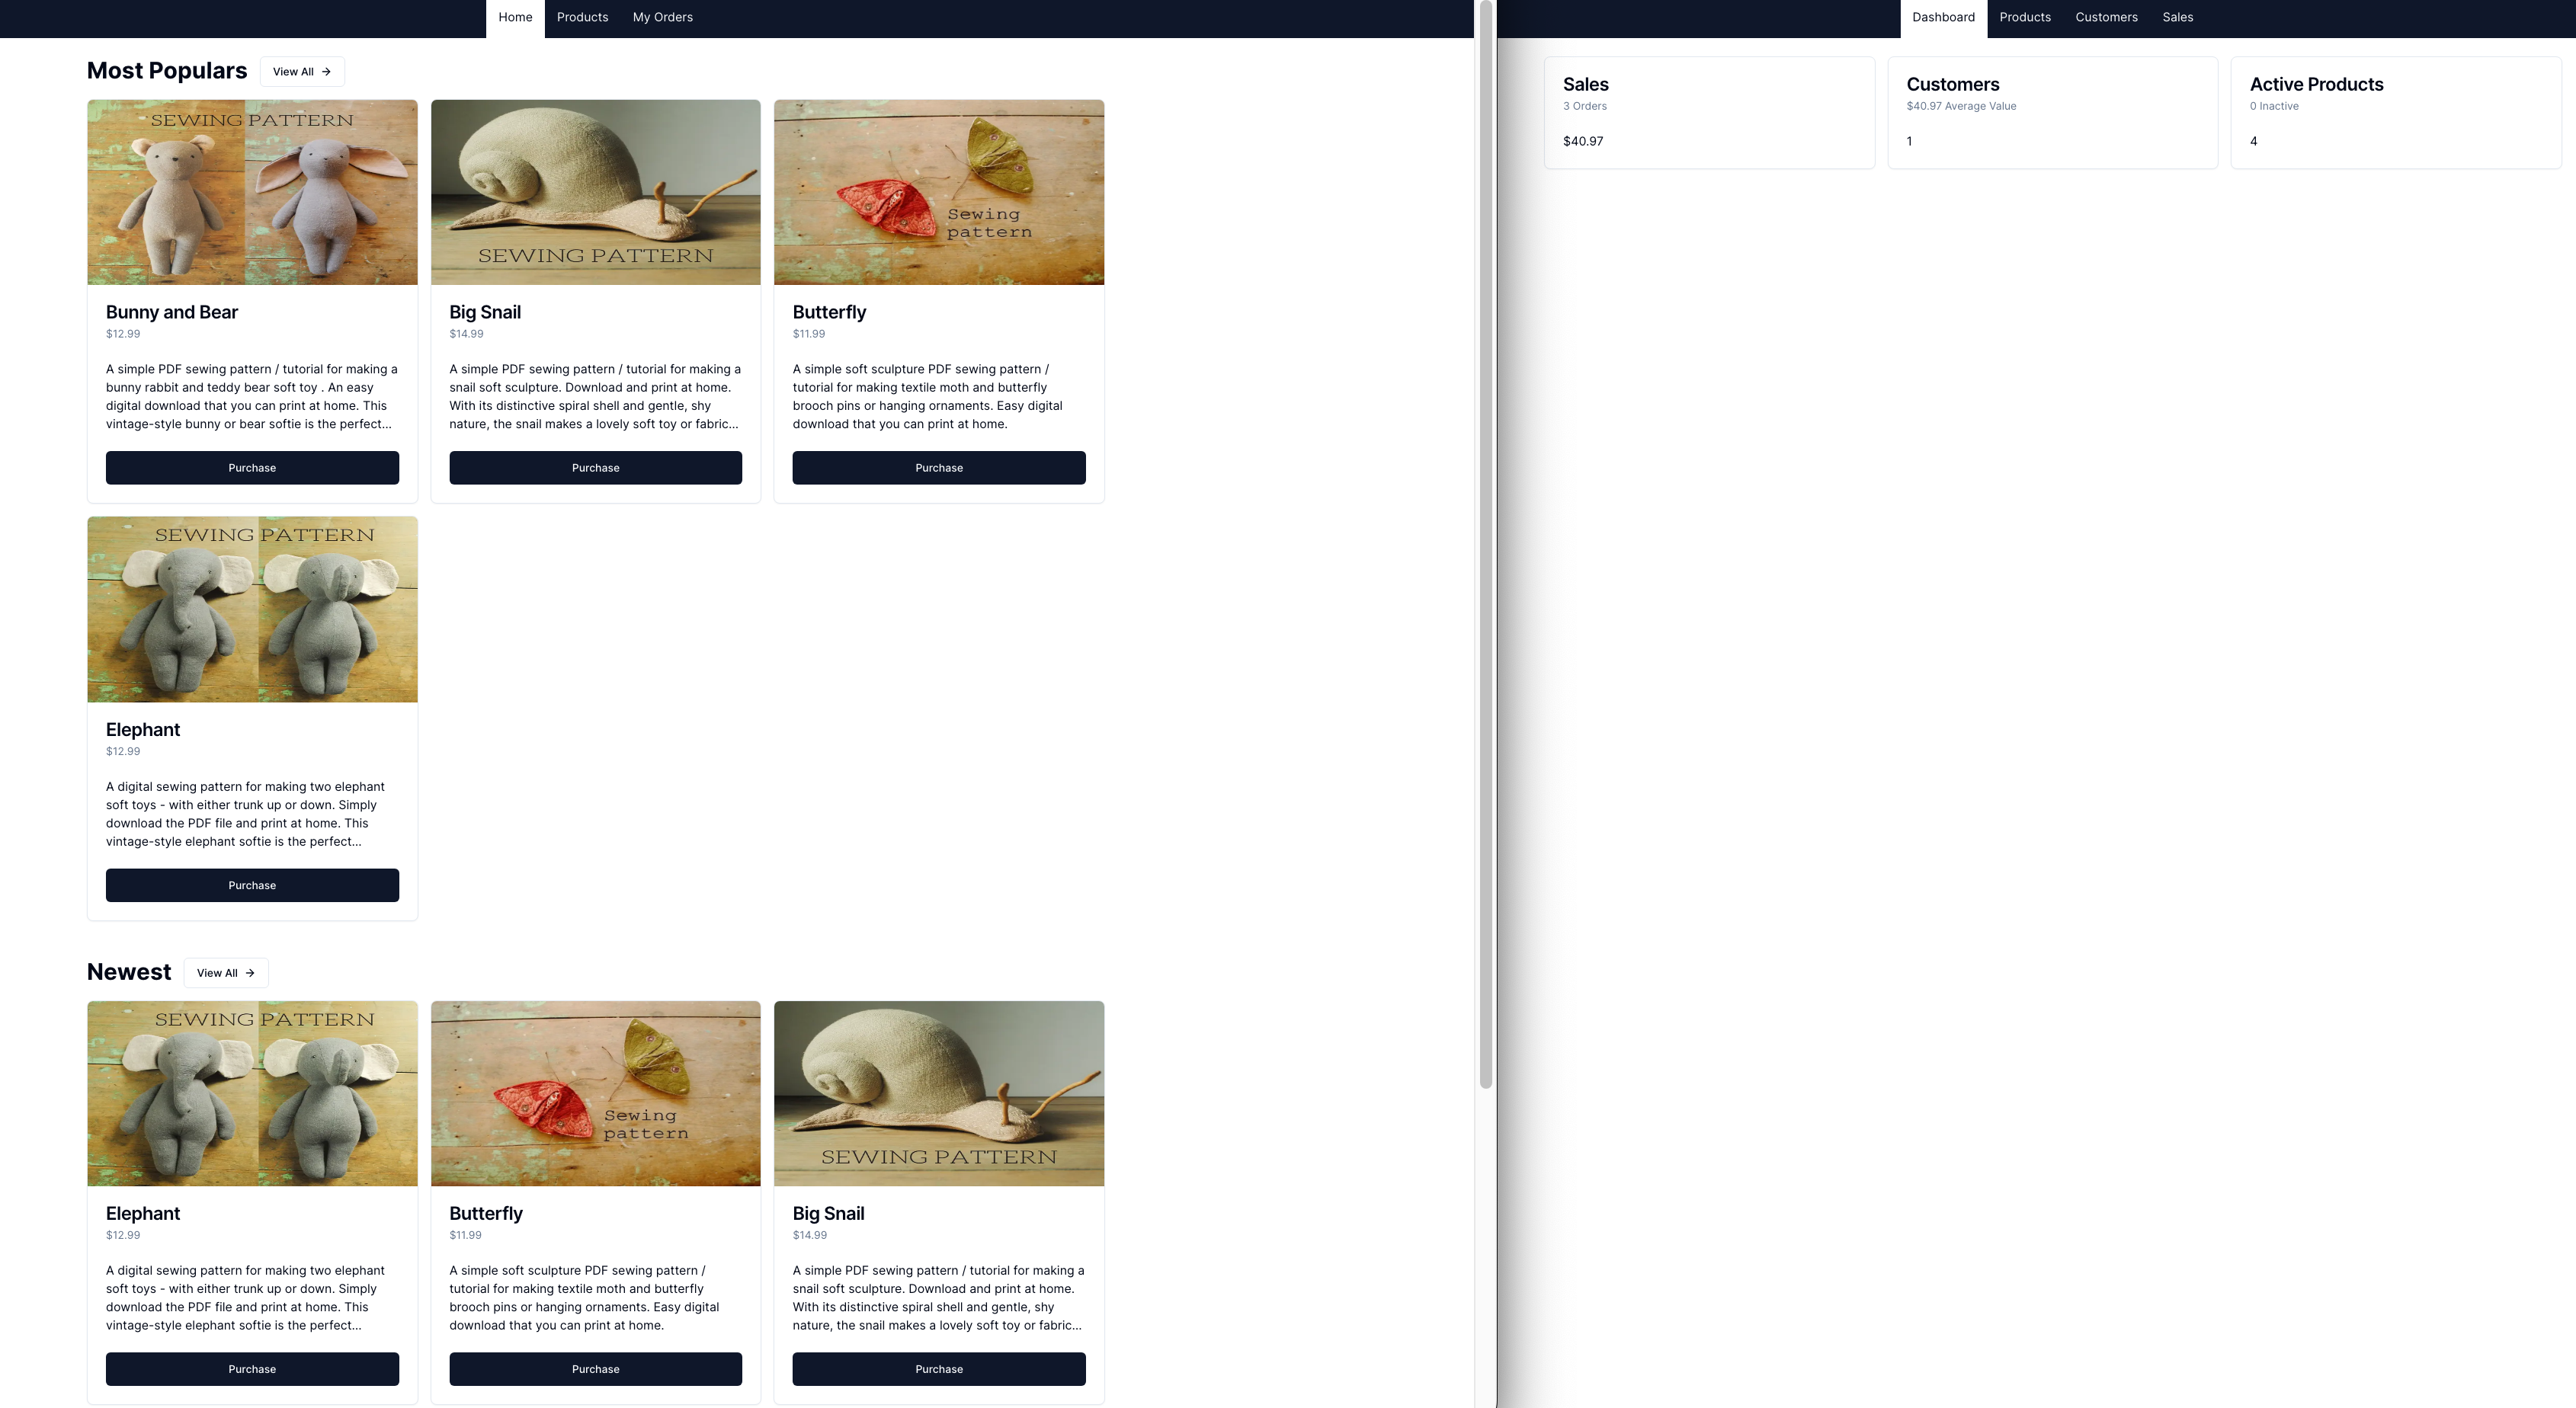 Home Products My Orders
Most Populars View All
SEWING PATTERN
SEWING PATTERN
Sewing
pattern
Bunny and Bear
$12.99
A simple PDF sewing pattern / tutorial for making a
bunny rabbit and teddy bear soft toy . An easy
digital download that you can print at home. This
vintage-style bunny or bear softie is the perfect...
Purchase
Big Snail
$14.99
A simple PDF sewing pattern / tutorial for making a
snail soft sculpture. Download and print at home.
With its distinctive spiral shell and gentle, shy
nature, the snail makes a lovely soft toy or fabric...
Purchase
Butterfly
$11.99
A simple soft sculpture PDF sewing pattern /
tutorial for making textile moth and butterfly
brooch pins or hanging ornaments. Easy digital
download that you can print at home.
Purchase
SEWING PATTERN
Elephant
$12.99
A digital sewing pattern for making two elephant
soft toys - with either trunk up or down. Simply
download the PDF file and print at home. This
vintage-style elephant softie is the perfect...
Purchase
Newest View All
SEWING PATTERN
Sewing
pattern
SEWING PATTERN
Elephant
$12.99
A digital sewing pattern for making two elephant
soft toys - with either trunk up or down. Simply
download the PDF file and print at home. This
vintage-style elephant softie is the perfect...
Purchase
Butterfly
$11.99
A simple soft sculpture PDF sewing pattern /
tutorial for making textile moth and butterfly
brooch pins or hanging ornaments. Easy digital
download that you can print at home.
Purchase
Big Snail
$14.99
A simple PDF sewing pattern / tutorial for making a
snail soft sculpture. Download and print at home.
With its distinctive spiral shell and gentle, shy
nature, the snail makes a lovely soft toy or fabric...
Purchase
Dashboard Products Customers Sales
Sales
3 Orders
$40.97
Customers
$40.97 Average Value
1
Active Products
0 Inactive
4